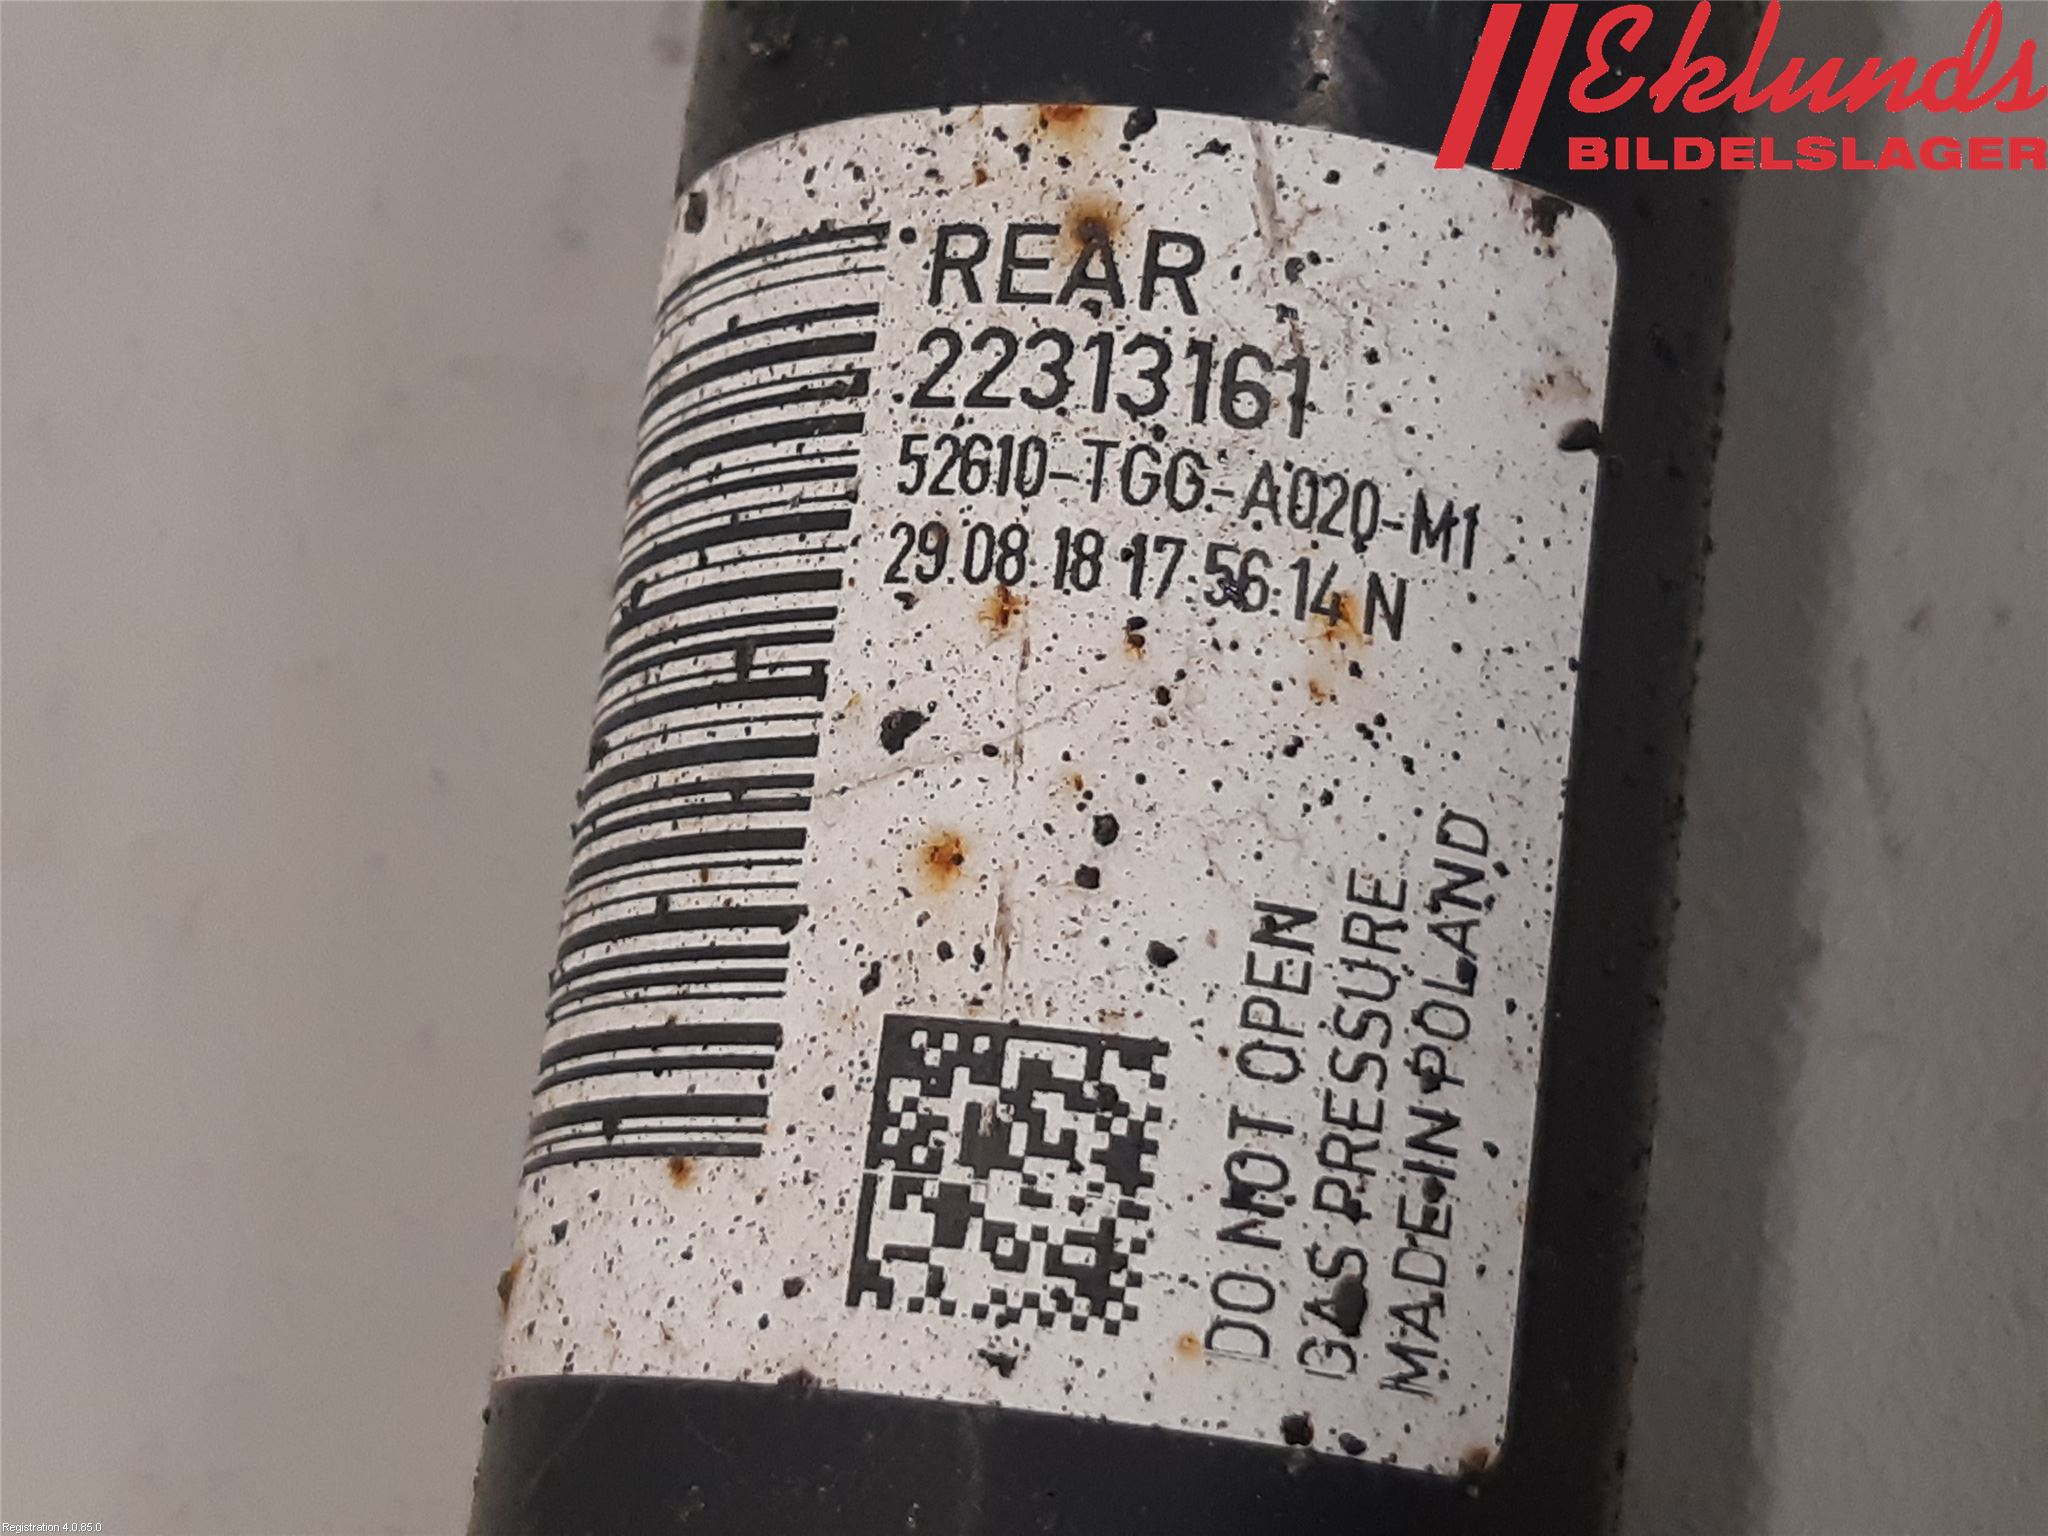 Eklunds
BILDELSLAGER
REAR
22313161
52610-TGG-A020-M1
29.08.18 17:56:14 N
DO NOT OPEN
GAS PRESSURE
MADE IN POLAND
Registration 4.0.85.0